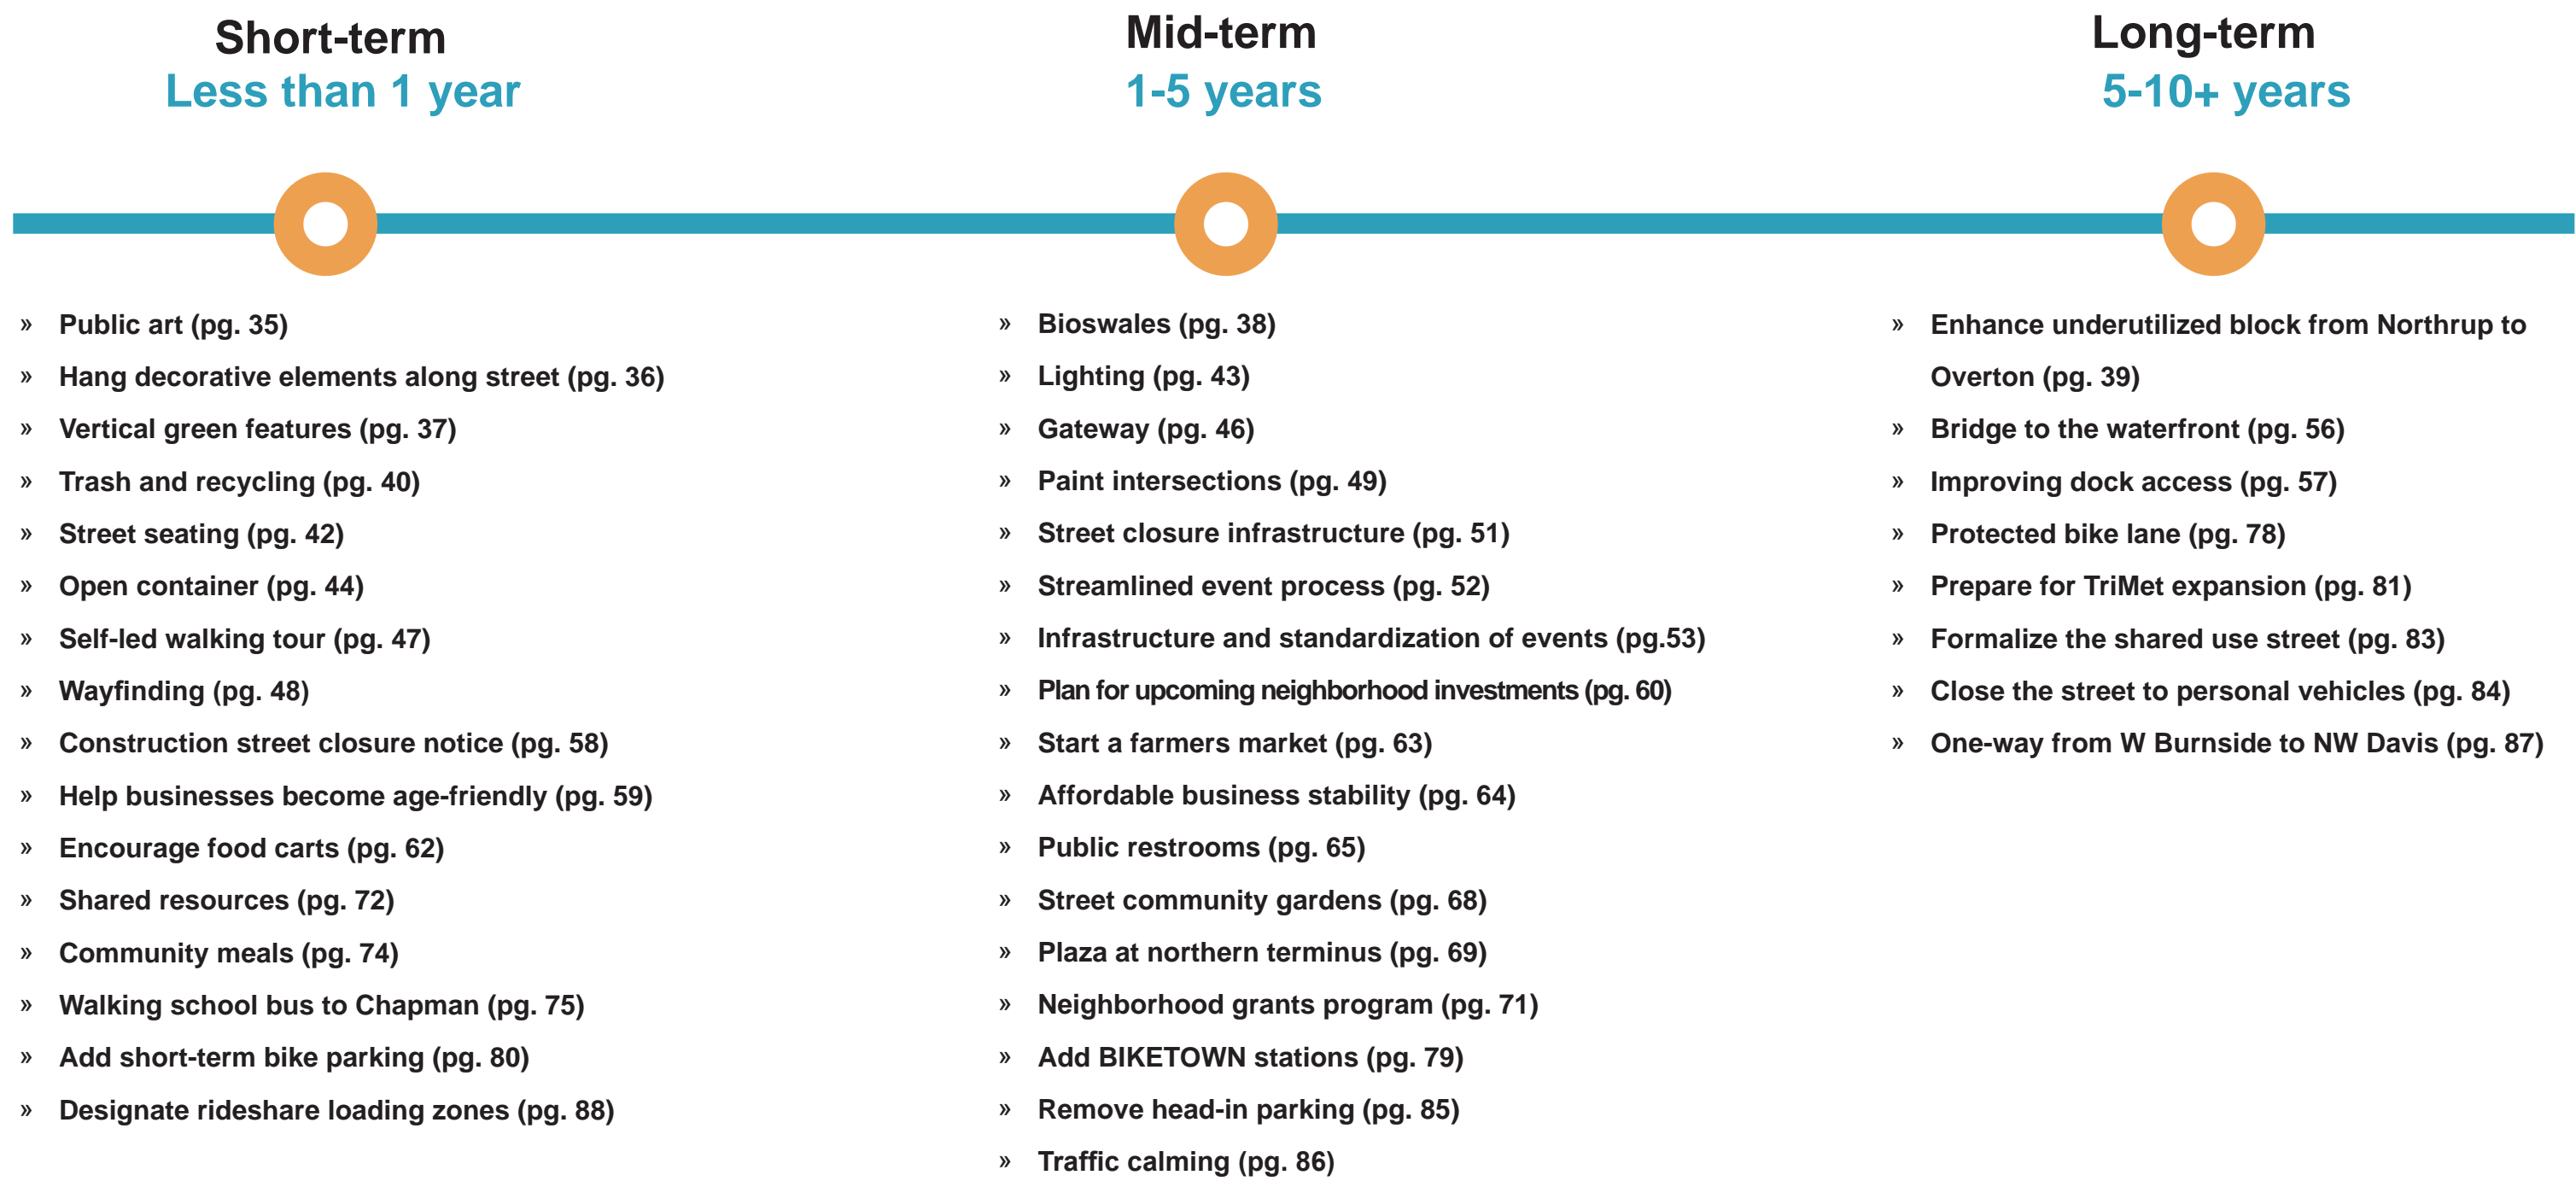 Short-term
Less than 1 year
» Public art (pg. 35)
» Hang decorative elements along street (pg. 36)
» Vertical green features (pg. 37)
» Trash and recycling (pg. 40)
» Street seating (pg. 42)
» Open container (pg. 44)
» Self-led walking tour (pg. 47)
» Wayfinding (pg. 48)
» Construction street closure notice (pg. 58)
» Help businesses become age-friendly (pg. 59)
» Encourage food carts (pg. 62)
» Shared resources (pg. 72)
» Community meals (pg. 74)
» Walking school bus to Chapman (pg. 75)
» Add short-term bike parking (pg. 80)
» Designate rideshare loading zones (pg. 88)
Mid-term
1-5 years
» Bioswales (pg. 38)
» Lighting (pg. 43)
» Gateway (pg. 46)
» Paint intersections (pg. 49)
» Street closure infrastructure (pg. 51)
» Streamlined event process (pg. 52)
» Infrastructure and standardization of events (pg.53)
» Plan for upcoming neighborhood investments (pg. 60)
» Start a farmers market (pg. 63)
» Affordable business stability (pg. 64)
» Public restrooms (pg. 65)
» Street community gardens (pg. 68)
» Plaza at northern terminus (pg. 69)
» Neighborhood grants program (pg. 71)
» Add BIKETOWN stations (pg. 79)
» Remove head-in parking (pg. 85)
» Traffic calming (pg. 86)
Long-term
5-10+ years
» Enhance underutilized block from Northrup to
Overton (pg. 39)
» Bridge to the waterfront (pg. 56)
» Improving dock access (pg. 57)
» Protected bike lane (pg. 78)
» Prepare for TriMet expansion (pg. 81)
» Formalize the shared use street (pg. 83)
» Close the street to personal vehicles (pg. 84)
» One-way from W Burnside to NW Davis (pg. 87)